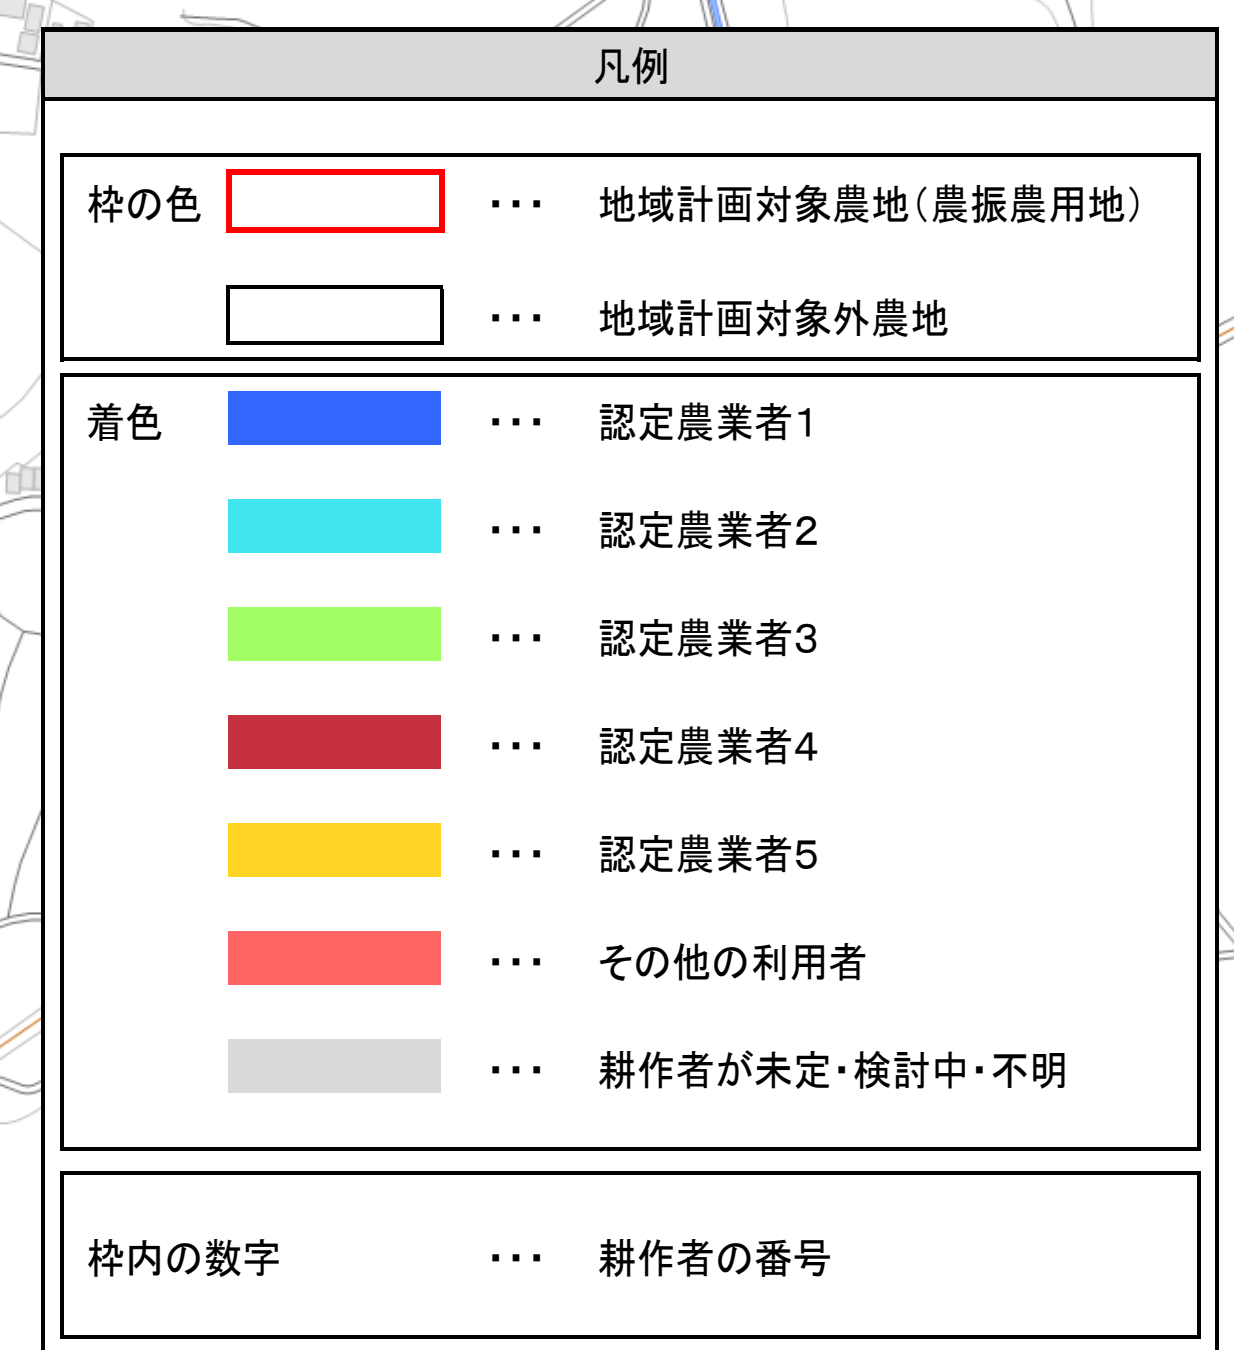 凡例
枠の色 ・・・ 地域計画対象農地（農振農用地）
・・・ 地域計画対象外農地
着色 ・・・ 認定農業者1
・・・ 認定農業者2
・・・ 認定農業者3
・・・ 認定農業者4
・・・ 認定農業者5
・・・ その他の利用者
・・・ 耕作者が未定・検討中・不明
枠内の数字 ・・・ 耕作者の番号